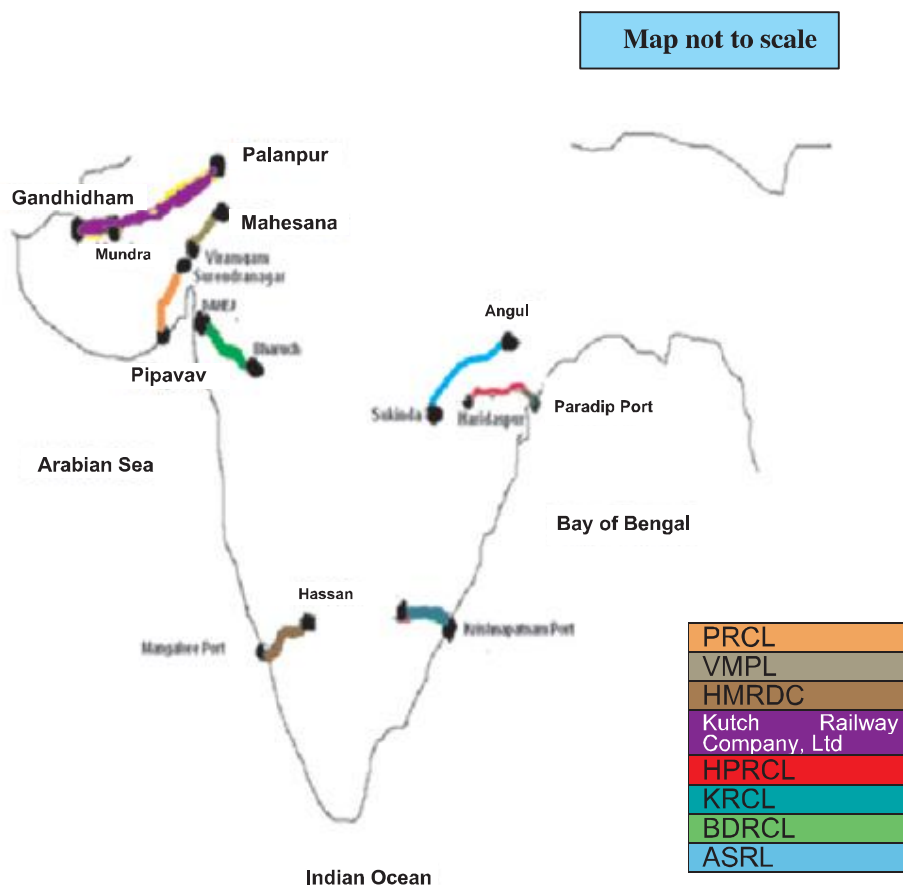 Map not to scale
Palanpur
Gandhidham
Mahesana
Mundra
Viramgam
Surendranagar
DAHEJ
Angul
Bharuch
Pipavav
Paradip Port
Sukinda
Haridaspur
Arabian Sea
Bay of Bengal
Hassan
Krishnapatnam Port
Mangalore Port
PRCL
VMPL
HMRDC
Kutch Railway
Company, Ltd
HPRCL
KRCL
BDRCL
ASRL
Indian Ocean